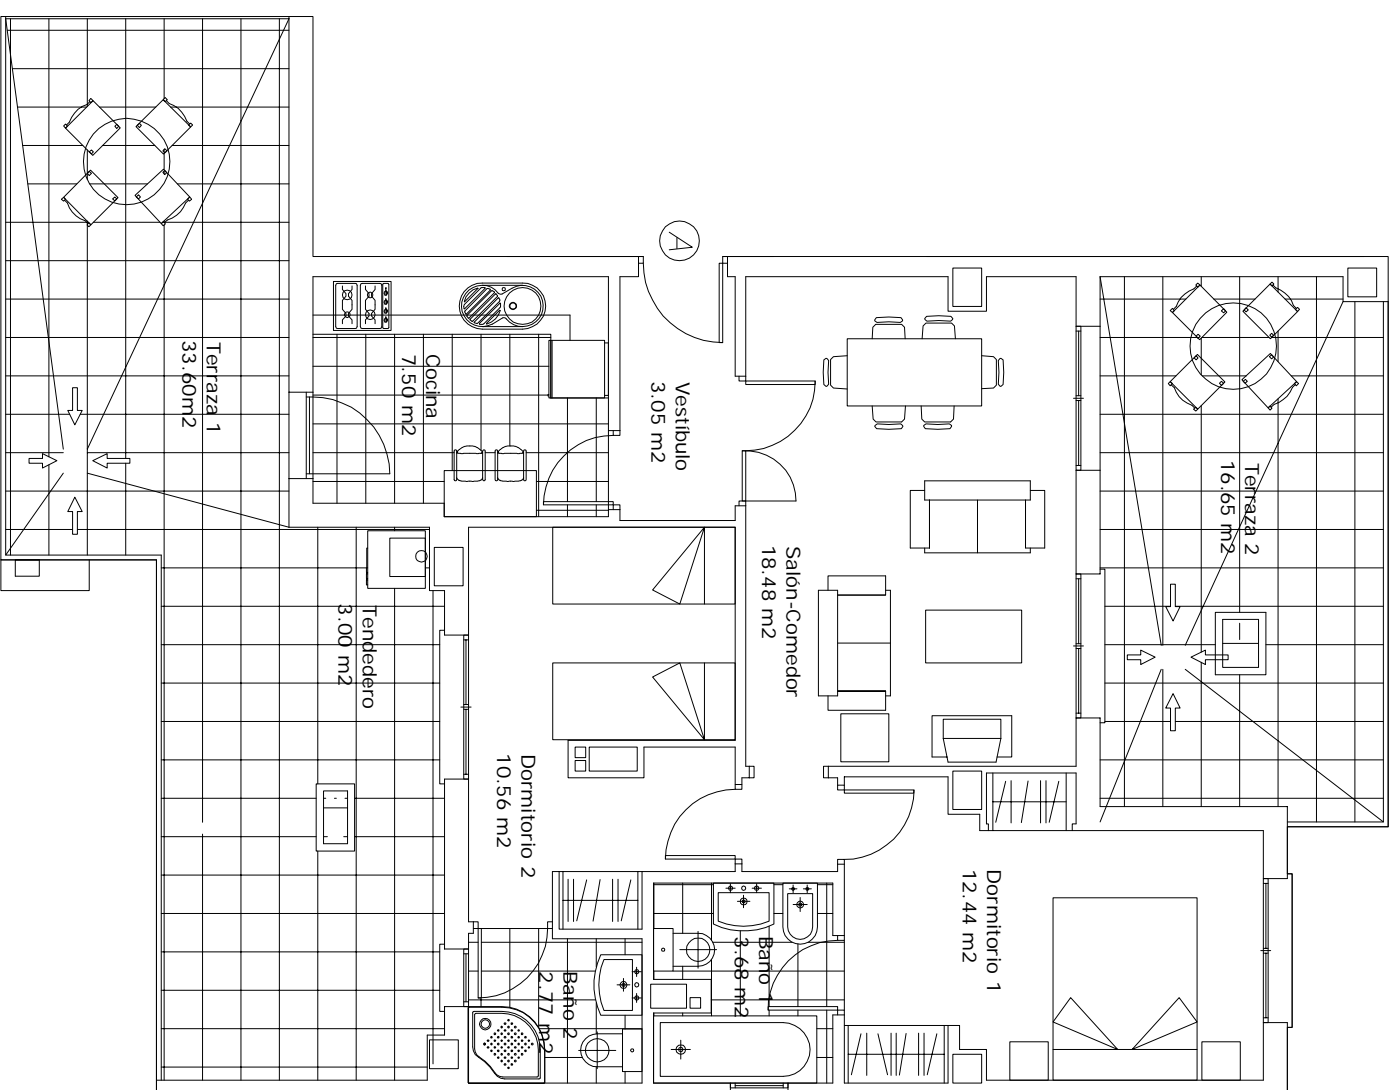 A
Terraza 1
33.60m2
Cocina
7.50 m2
Vestíbulo
3.05 m2
Salón-Comedor
18.48 m2
Terraza 2
16.65 m2
Tendedero
3.00 m2
Dormitorio 2
10.56 m2
Dormitorio 1
12.44 m2
Baño 1
3.68 m2
Baño 2
2.77 m2